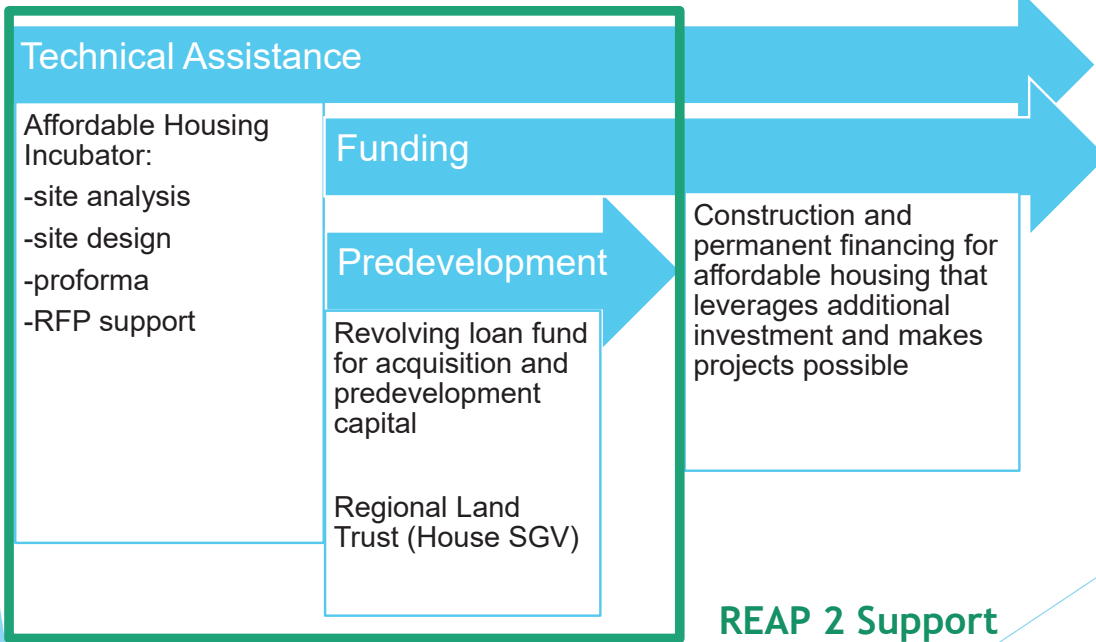 Technical Assistance
Affordable Housing
Incubator:
-site analysis
-site design
-proforma
-RFP support
Funding
Predevelopment
Revolving loan fund
for acquisition and
predevelopment
capital
Regional Land
Trust (House SGV)
Construction and
permanent financing for
affordable housing that
leverages additional
investment and makes
projects possible
REAP 2 Support